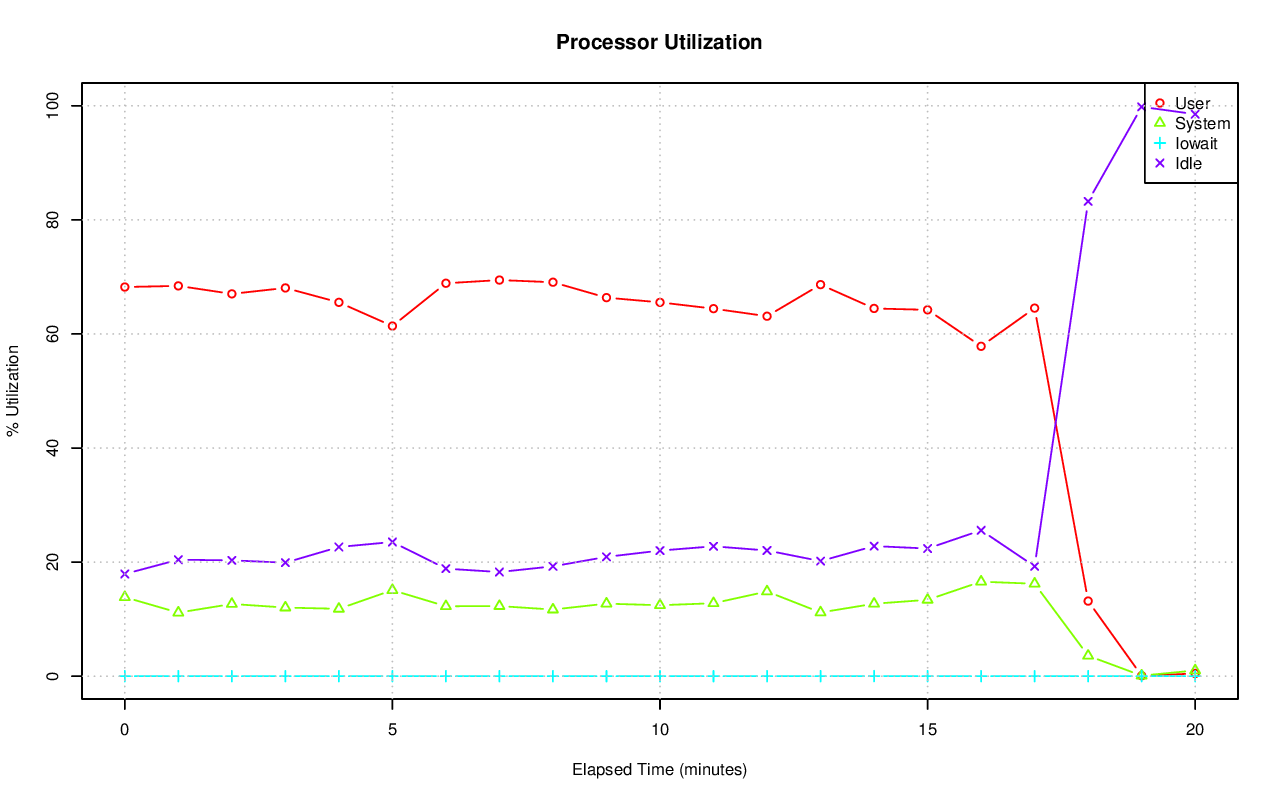 Processor Utilization
% Utilization
100
80
60
40
20
0
User
System
Iowait
Idle
0 5 10 15 20
Elapsed Time (minutes)